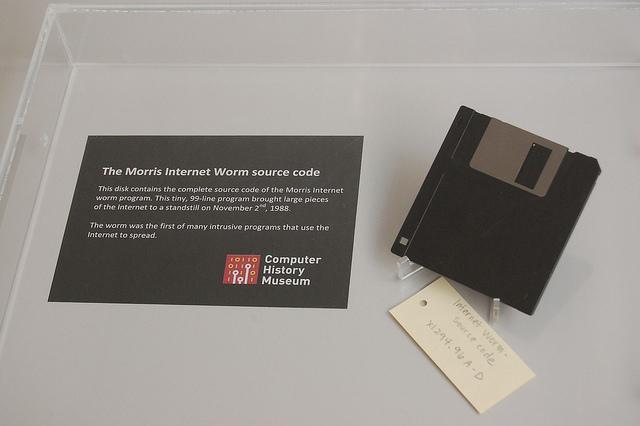 The Morris Internet Worm source code
This disk contains the complete source code of the Morris Internet
worm program. This tiny, 99-line program brought large pieces
of the Internet to a standstill on November 2nd, 1988.
The worm was the first of many intrusive programs that use the
Internet to spread.
Computer
History
Museum
Internet Worm-
source code
X1294.96A-D